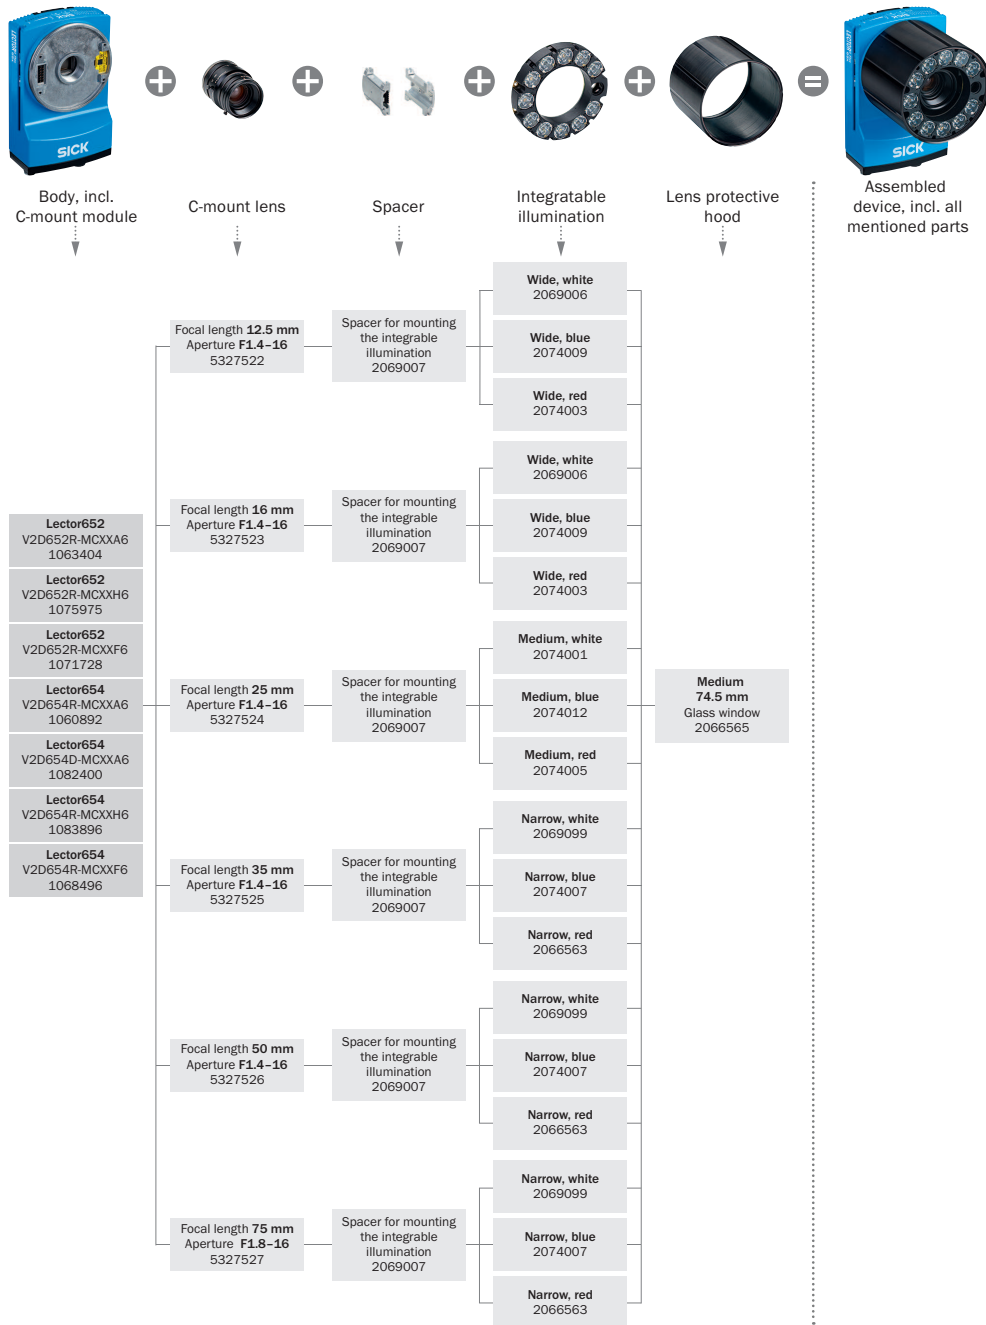 SICK
SICK
Body, incl.
C-mount module
C-mount lens
Spacer
Integratable
illumination
Lens protective
hood
Assembled
device, incl. all
mentioned parts
Lector652
V2D652R-MCXXA6
1063404
Lector652
V2D652R-MCXXH6
1075975
Lector652
V2D652R-MCXXF6
1071728
Lector654
V2D654R-MCXXA6
1060892
Lector654
V2D654D-MCXXA6
1082400
Lector654
V2D654R-MCXXH6
1083896
Lector654
V2D654R-MCXXF6
1068496
Focal length 12.5 mm
Aperture F1.4–16
5327522
Spacer for mounting
the integrable
illumination
2069007
Wide, white
2069006
Wide, blue
2074009
Wide, red
2074003
Focal length 16 mm
Aperture F1.4–16
5327523
Spacer for mounting
the integrable
illumination
2069007
Wide, white
2069006
Wide, blue
2074009
Wide, red
2074003
Focal length 25 mm
Aperture F1.4–16
5327524
Spacer for mounting
the integrable
illumination
2069007
Medium, white
2074001
Medium, blue
2074012
Medium, red
2074005
Focal length 35 mm
Aperture F1.4–16
5327525
Spacer for mounting
the integrable
illumination
2069007
Narrow, white
2069099
Narrow, blue
2074007
Narrow, red
2066563
Focal length 50 mm
Aperture F1.4–16
5327526
Spacer for mounting
the integrable
illumination
2069007
Narrow, white
2069099
Narrow, blue
2074007
Narrow, red
2066563
Focal length 75 mm
Aperture F1.8–16
5327527
Spacer for mounting
the integrable
illumination
2069007
Narrow, white
2069099
Narrow, blue
2074007
Narrow, red
2066563
Medium
74.5 mm
Glass window
2066565